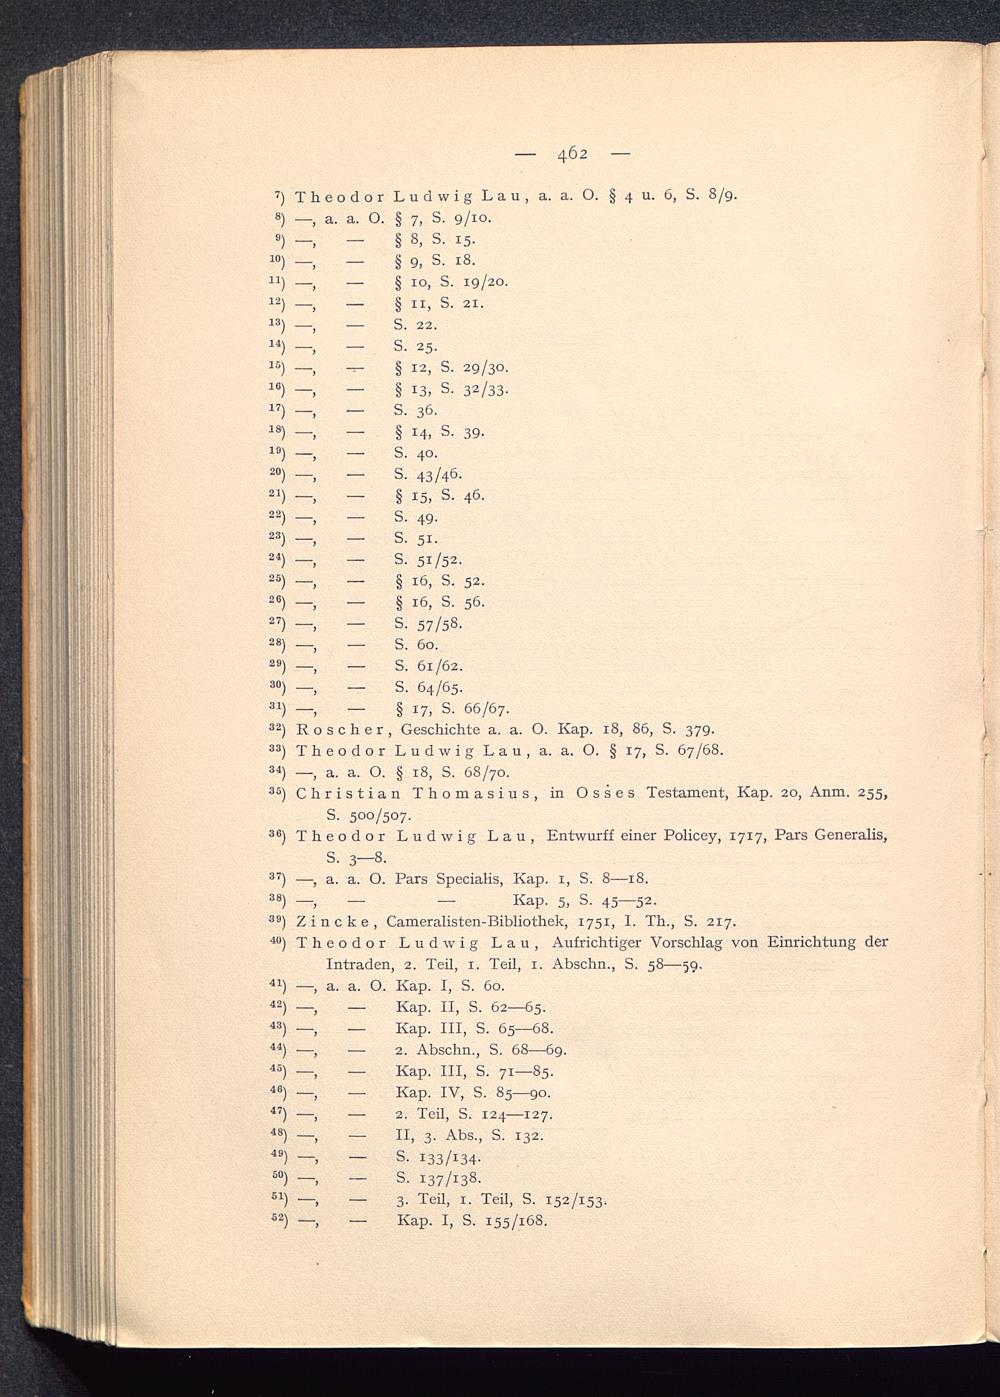 — 462 —
⁷) Theodor Ludwig Lau, a. a. O. § 4 u. 6, S. 8/9.
⁸) —, a. a. O. § 7, S. 9/10.
⁹) —, — § 8, S. 15.
¹⁰) —, — § 9, S. 18.
¹¹) —, — § 10, S. 19/20.
¹²) —, — § 11, S. 21.
¹³) —, — S. 22.
¹⁴) —, — S. 25.
¹⁵) —, — § 12, S. 29/30.
¹⁶) —, — § 13, S. 32/33.
¹⁷) —, — S. 36.
¹⁸) —, — § 14, S. 39.
¹⁹) —, — S. 40.
²⁰) —, — S. 43/46.
²¹) —, — § 15, S. 46.
²²) —, — S. 49.
²³) —, — S. 51.
²⁴) —, — S. 51/52.
²⁵) —, — § 16, S. 52.
²⁶) —, — § 16, S. 56.
²⁷) —, — S. 57/58.
²⁸) —, — S. 60.
²⁹) —, — S. 61/62.
³⁰) —, — S. 64/65.
³¹) —, — § 17, S. 66/67.
³²) Roscher, Geschichte a. a. O. Kap. 18, 86, S. 379.
³³) Theodor Ludwig Lau, a. a. O. § 17, S. 67/68.
³⁴) —, a. a. O. § 18, S. 68/70.
³⁵) Christian Thomasius, in Osses Testament, Kap. 20, Anm. 255,
S. 500/507.
³⁶) Theodor Ludwig Lau, Entwurff einer Policey, 1717, Pars Generalis,
S. 3—8.
³⁷) —, a. a. O. Pars Specialis, Kap. 1, S. 8—18.
³⁸) —, — — Kap. 5, S. 45—52.
³⁹) Zincke, Cameralisten-Bibliothek, 1751, I. Th., S. 217.
⁴⁰) Theodor Ludwig Lau, Aufrichtiger Vorschlag von Einrichtung der
Intraden, 2. Teil, 1. Teil, 1. Abschn., S. 58—59.
⁴¹) —, a. a. O. Kap. I, S. 60.
⁴²) —, — Kap. II, S. 62—65.
⁴³) —, — Kap. III, S. 65—68.
⁴⁴) —, — 2. Abschn., S. 68—69.
⁴⁵) —, — Kap. III, S. 71—85.
⁴⁶) —, — Kap. IV, S. 85—90.
⁴⁷) —, — 2. Teil, S. 124—127.
⁴⁸) —, — II, 3. Abs., S. 132.
⁴⁹) —, — S. 133/134.
⁵⁰) —, — S. 137/138.
⁵¹) —, — 3. Teil, 1. Teil, S. 152/153.
⁵²) —, — Kap. I, S. 155/168.